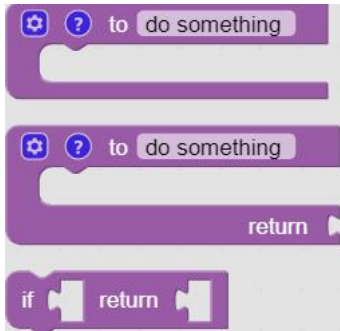 ? to do something
? to do something
return
if return